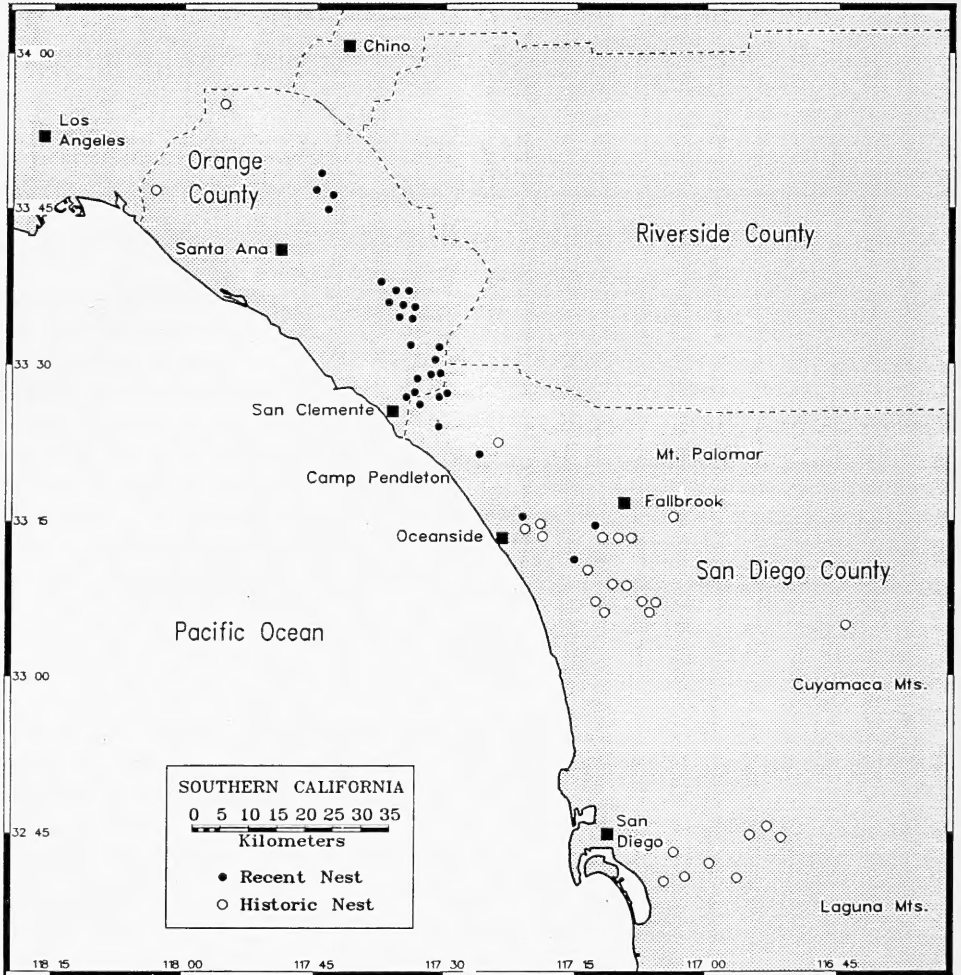 34 00
Chino
Los
Angeles
Orange
County
33 45
Santa Ana
Riverside County
33 30
San Clemente
Mt. Palomar
Camp Pendleton
Fallbrook
33 15
Oceanside
San Diego County
Pacific Ocean
33 00
Cuyamaca Mts.
SOUTHERN CALIFORNIA
0 5 10 15 20 25 30 35
Kilometers
Recent Nest
Historic Nest
32 45
San
Diego
Laguna Mts.
118 15 118 00 117 45 117 30 117 15 117 00 116 45